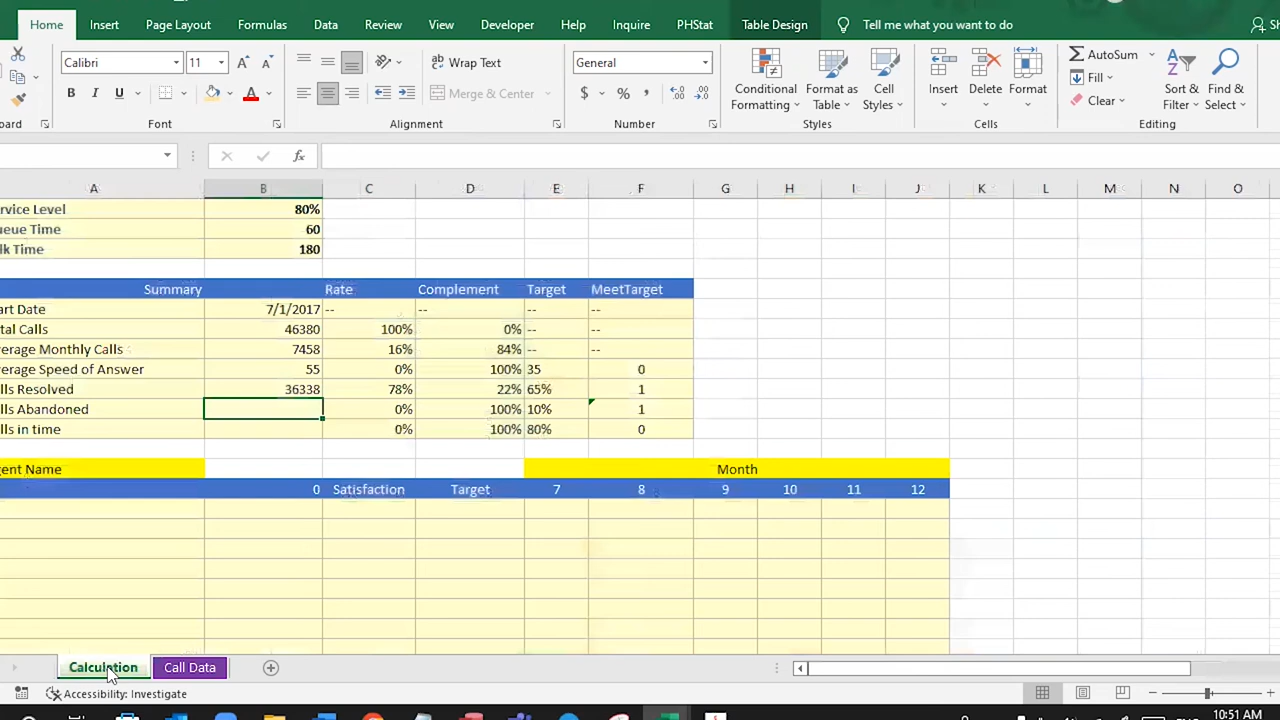 Home Insert Page Layout Formulas Data Review View Developer Help Inquire PHStat Table Design Tell me what you want to do
Calibri 11 Wrap Text General AutoSum
Fill
B I U Merge & Center $ % Conditional Formatting Format as Table Cell Styles Insert Delete Format Clear Sort & Filter Find & Select
Font Alignment Number Styles Cells Editing
fx
A B C D E F G H I J K L M N O
rvice Level 80%
ueue Time 60
lk Time 180
Summary Rate Complement Target MeetTarget
art Date 7/1/2017 -- -- -- --
tal Calls 46380 100% 0% -- --
erage Monthly Calls 7458 16% 84% -- --
erage Speed of Answer 55 0% 100% 35 0
lls Resolved 36338 78% 22% 65% 1
lls Abandoned 0% 100% 10% 1
lls in time 0% 100% 80% 0
gent Name Month
0 Satisfaction Target 7 8 9 10 11 12
Calculation Call Data
Accessibility: Investigate
10:51 AM